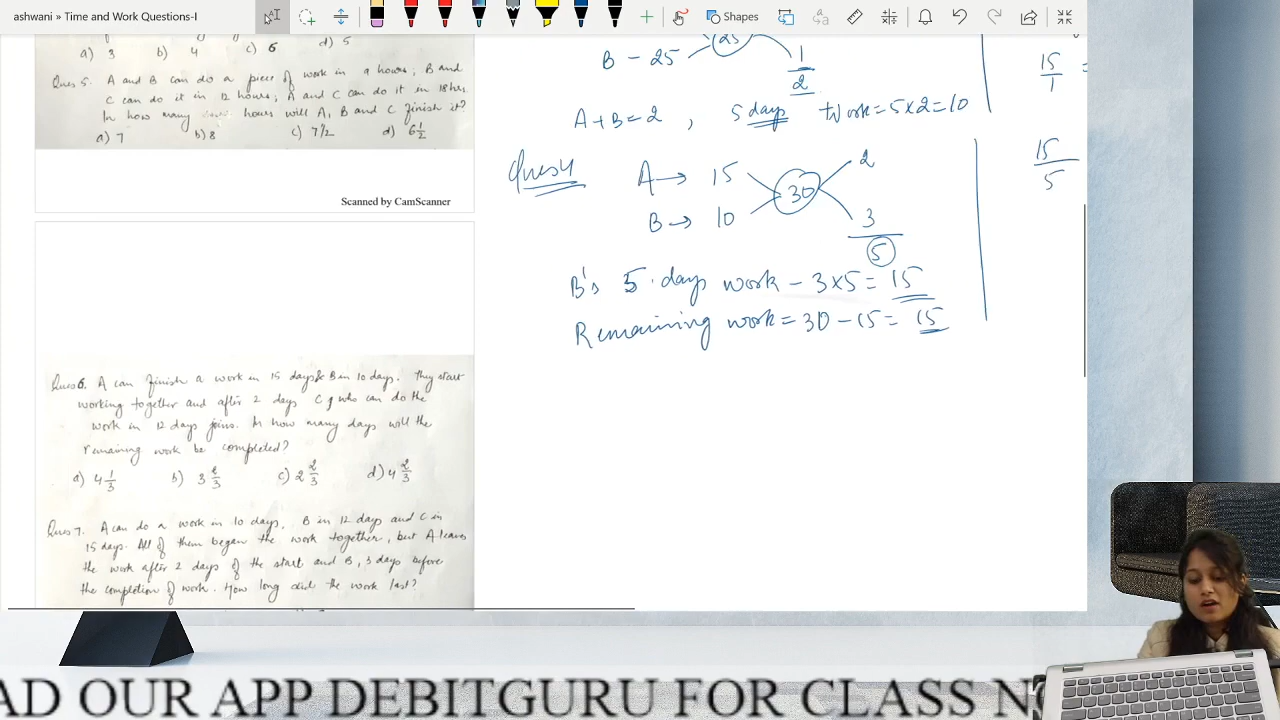 ashwani » Time and Work Questions-I
Shapes
a) 3 b) 4 c) 6 d) 5
Ques 5. A and B can do a piece of work in 9 hours; B and
C can do it in 12 hours; A and C can do it in 18 hrs.
In how many hours will A, B and C finish it?
a) 7 b) 8 c) 7/2 d) 6 1/2
Scanned by CamScanner
Ques 6. A can finish a work in 15 days & B in 10 days. They start
working together and after 2 days C who can do the
work in 12 days joins. In how many days will the
remaining work be completed?
a) 4 1/3 b) 3 2/3 c) 2 2/3 d) 4 2/3
Ques 7. A can do a work in 10 days, B in 12 days and C in
15 days. All of them began the work together, but A leaves
the work after 2 days of the start and B, 3 days before
the completion of work. How long did the work last?
B - 25 25 1
2
A + B = 2 , 5 days Work = 5 x 2 = 10
Ques 4 A → 15 30 2
B → 10 3
5
B's 5 days work - 3 x 5 = 15
Remaining work = 30 - 15 = 15
15/1 =
15/5
AD OUR APP DEBITGURU FOR CLASS NO